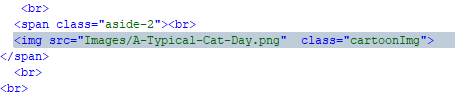 <br>
<span class="aside-2"><br>
<img src="Images/A-Typical-Cat-Day.png"  class="cartoonImg">
</span>
<br>
<br>